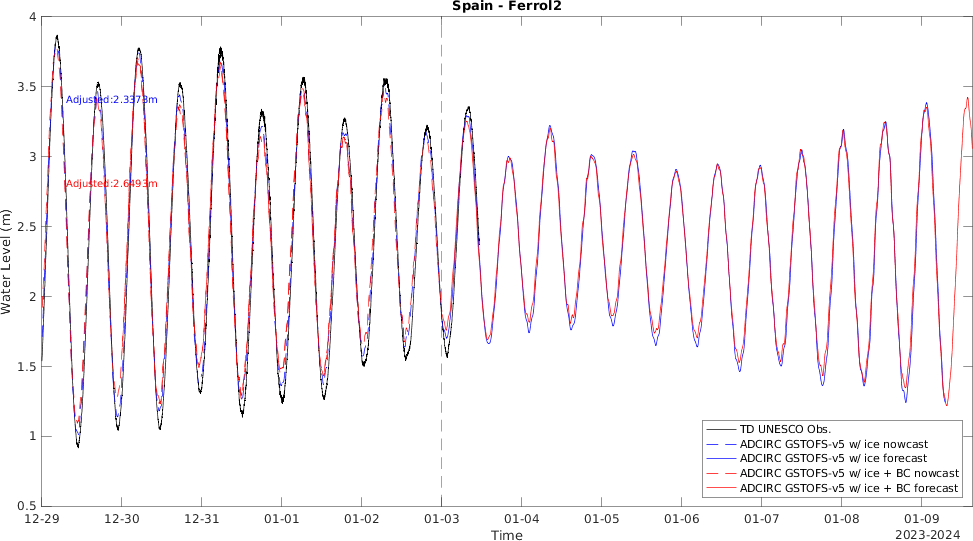 Spain - Ferrol2
4
3.5
3
2.5
2
1.5
1
0.5
Water Level (m)
Adjusted:2.3373m
Adjusted:2.6493m
TD UNESCO Obs.
ADCIRC GSTOFS-v5 w/ ice nowcast
ADCIRC GSTOFS-v5 w/ ice forecast
ADCIRC GSTOFS-v5 w/ ice + BC nowcast
ADCIRC GSTOFS-v5 w/ ice + BC forecast
12-29 12-30 12-31 01-01 01-02 01-03 01-04 01-05 01-06 01-07 01-08 01-09
Time
2023-2024